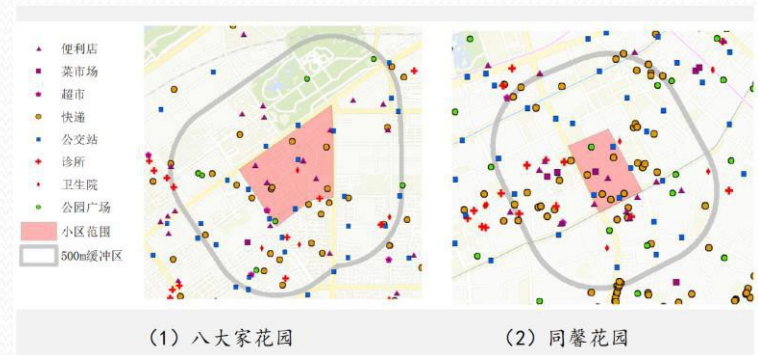 便利店
菜市场
超市
快递
公交站
诊所
卫生院
公园广场
小区范围
500m缓冲区
(1) 八大家花园
(2) 同馨花园